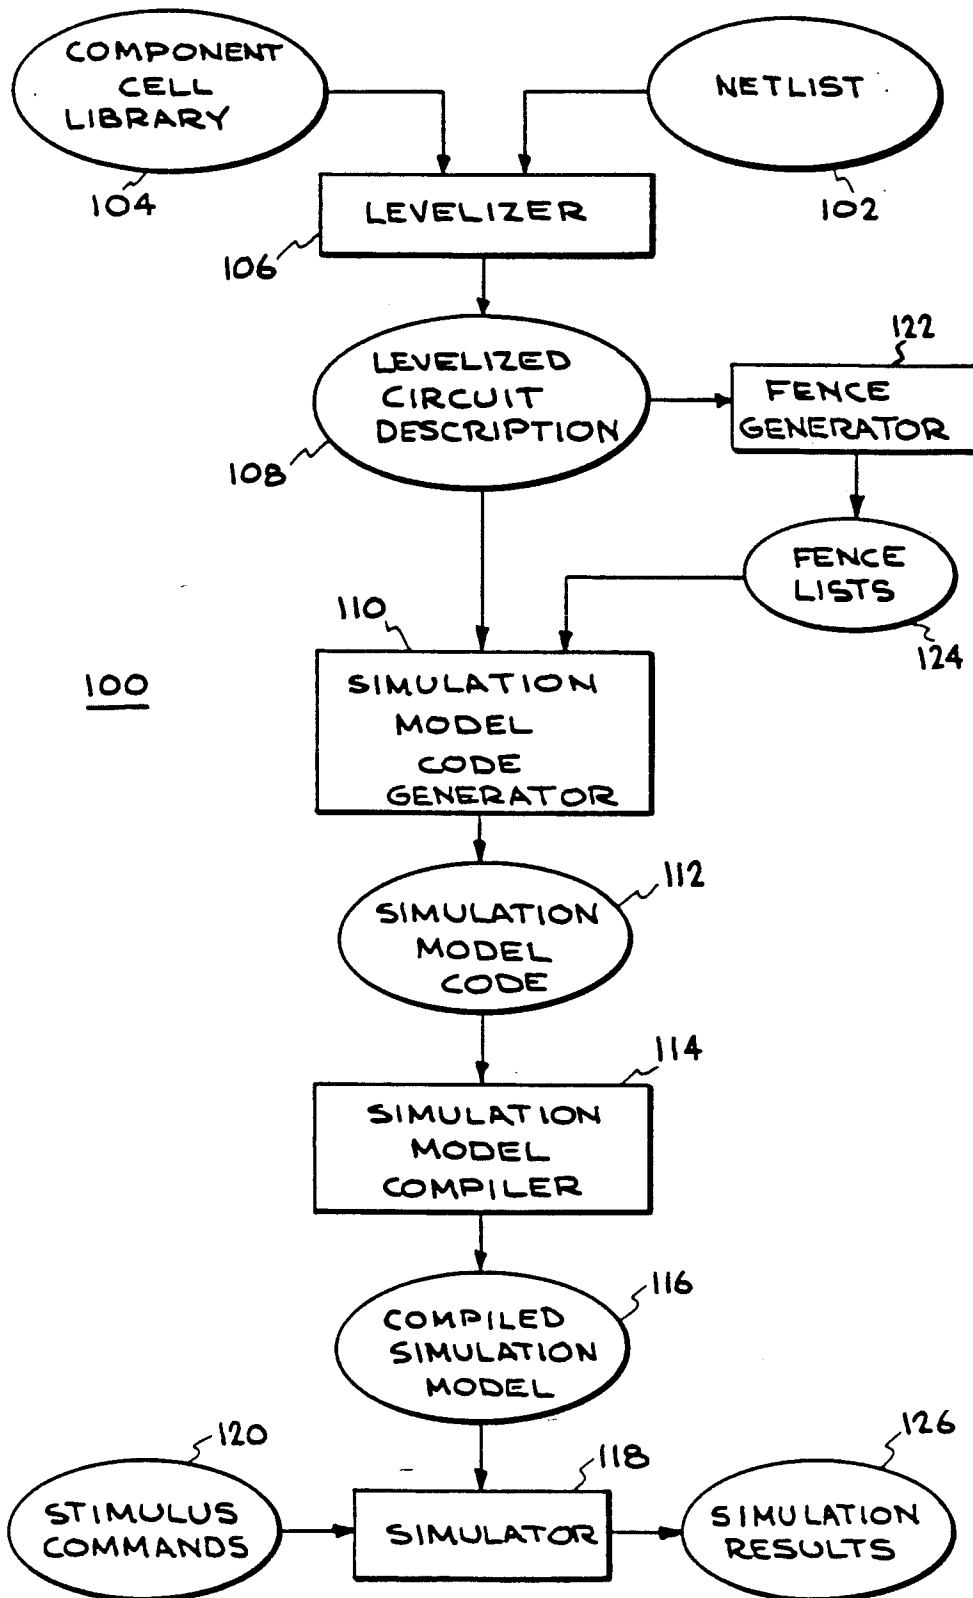 COMPONENT
CELL
LIBRARY
104
NETLIST
102
LEVELIZER
106
LEVELIZED
CIRCUIT
DESCRIPTION
108
122
FENCE
GENERATOR
FENCE
LISTS
124
110
SIMULATION
MODEL
CODE
GENERATOR
100
112
SIMULATION
MODEL
CODE
114
SIMULATION
MODEL
COMPILER
116
COMPILED
SIMULATION
MODEL
120
STIMULUS
COMMANDS
118
SIMULATOR
126
SIMULATION
RESULTS